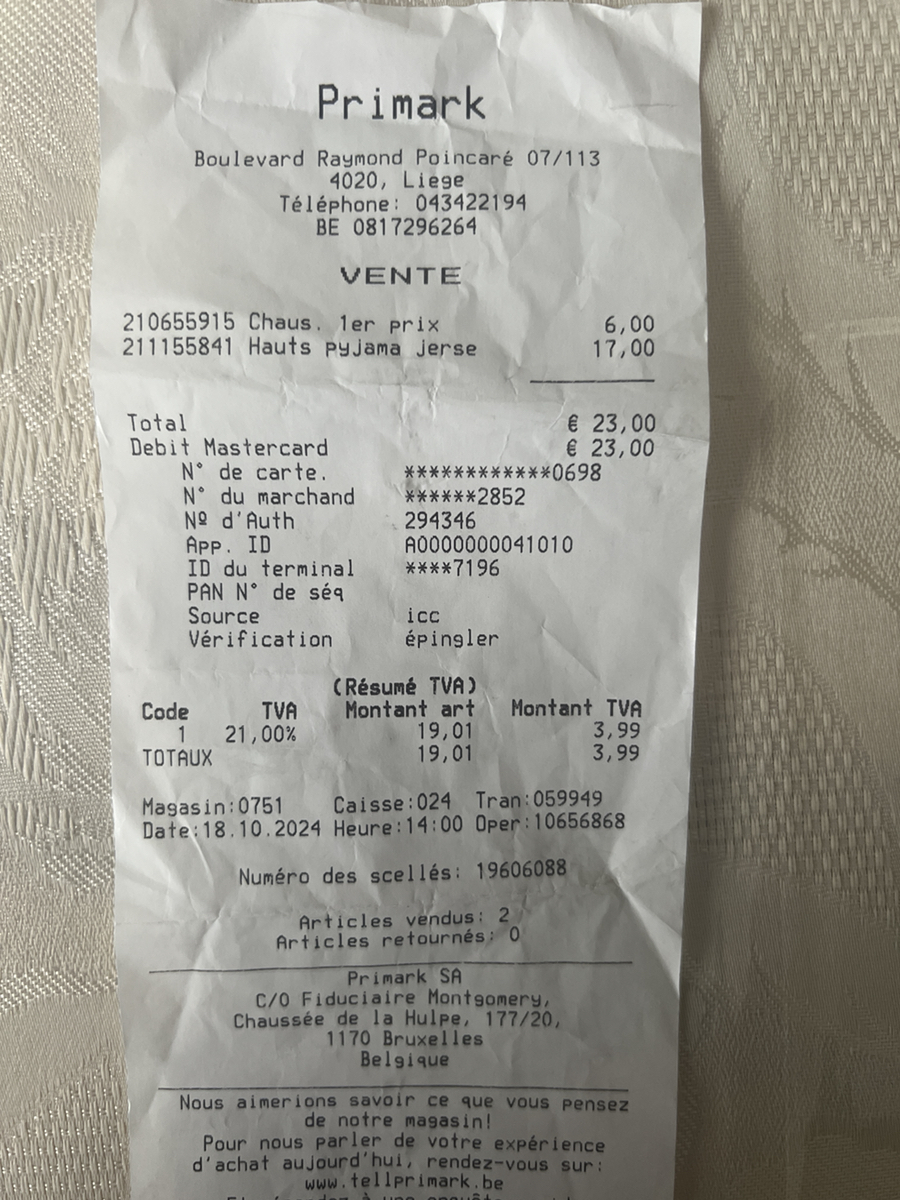 Primark
Boulevard Raymond Poincaré 07/113
4020, Liege
Téléphone: 043422194
BE 0817296264
VENTE
210655915 Chaus. 1er prix 6,00
211155841 Hauts pyjama jerse 17,00
Total € 23,00
Debit Mastercard € 23,00
N° de carte. ************0698
N° du marchand ******2852
Nº d'Auth 294346
App. ID A0000000041010
ID du terminal ****7196
PAN N° de séq
Source icc
Vérification épingler
(Résumé TVA)
Code TVA Montant art Montant TVA
1 21,00% 19,01 3,99
TOTAUX 19,01 3,99
Magasin:0751 Caisse:024 Tran:059949
Date:18.10.2024 Heure:14:00 Oper:10656868
Numéro des scellés: 19606088
Articles vendus: 2
Articles retournés: 0
Primark SA
C/O Fiduciaire Montgomery,
Chaussée de la Hulpe, 177/20,
1170 Bruxelles
Belgique
Nous aimerions savoir ce que vous pensez
de notre magasin!
Pour nous parler de votre expérience
d'achat aujourd'hui, rendez-vous sur:
www.tellprimark.be